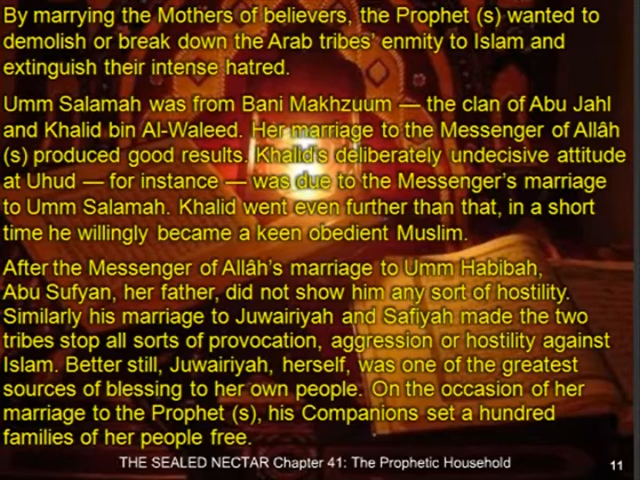 By marrying the Mothers of believers, the Prophet (s) wanted to
demolish or break down the Arab tribes' enmity to Islam and
extinguish their intense hatred.
Umm Salamah was from Bani Makhzuum — the clan of Abu Jahl
and Khalid bin Al-Waleed. Her marriage to the Messenger of Allâh
(s) produced good results. Khalid's deliberately undecisive attitude
at Uhud — for instance — was due to the Messenger's marriage
to Umm Salamah. Khalid went even further than that, in a short
time he willingly became a keen obedient Muslim.
After the Messenger of Allâh's marriage to Umm Habibah,
Abu Sufyan, her father, did not show him any sort of hostility.
Similarly his marriage to Juwairiyah and Safiyah made the two
tribes stop all sorts of provocation, aggression or hostility against
Islam. Better still, Juwairiyah, herself, was one of the greatest
sources of blessing to her own people. On the occasion of her
marriage to the Prophet (s), his Companions set a hundred
families of her people free.
THE SEALED NECTAR Chapter 41: The Prophetic Household
11